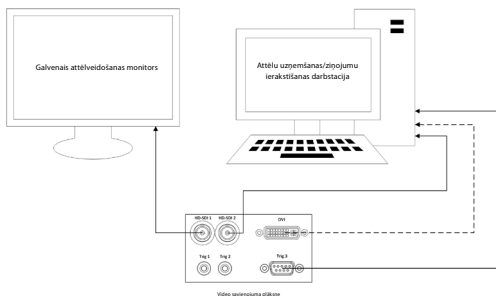 Galvenais attēlveidošanas monitors
Attēlu uzņemšanas/ziņojumu
ierakstīšanas darbstacija
HD-SDI 1
HD-SDI 2
DVI
Trig 1
Trig 2
Trig 3
Video savienojuma plāksne